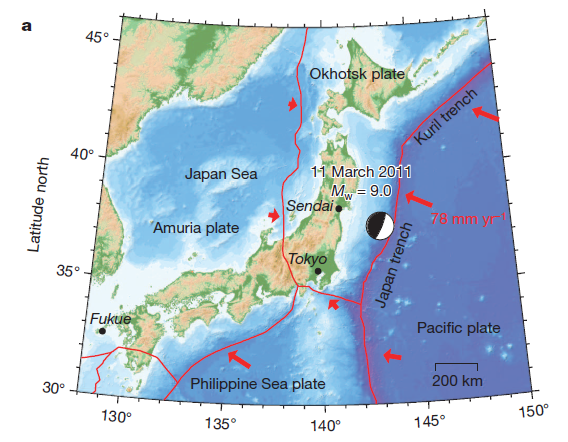 a
45°
40°
35°
30°
Latitude north
Okhotsk plate
Kuril trench
Japan Sea
11 March 2011
Mw = 9.0
Sendai
78 mm yr⁻¹
Amuria plate
Japan trench
Tokyo
Fukue
Pacific plate
200 km
Philippine Sea plate
130°
135°
140°
145°
150°